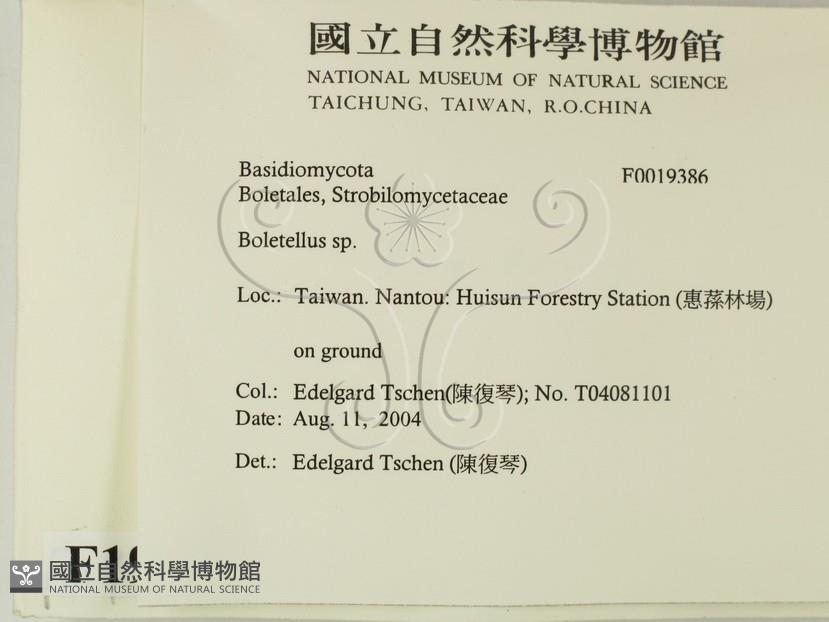 國立自然科學博物館
NATIONAL MUSEUM OF NATURAL SCIENCE
TAICHUNG, TAIWAN, R.O.CHINA
Basidiomycota F0019386
Boletales, Strobilomycetaceae
Boletellus sp.
Loc.: Taiwan. Nantou: Huisun Forestry Station (惠蓀林場)
on ground
Col.: Edelgard Tschen(陳復琴); No. T04081101
Date: Aug. 11, 2004
Det.: Edelgard Tschen (陳復琴)
國立自然科學博物館
NATIONAL MUSEUM OF NATURAL SCIENCE